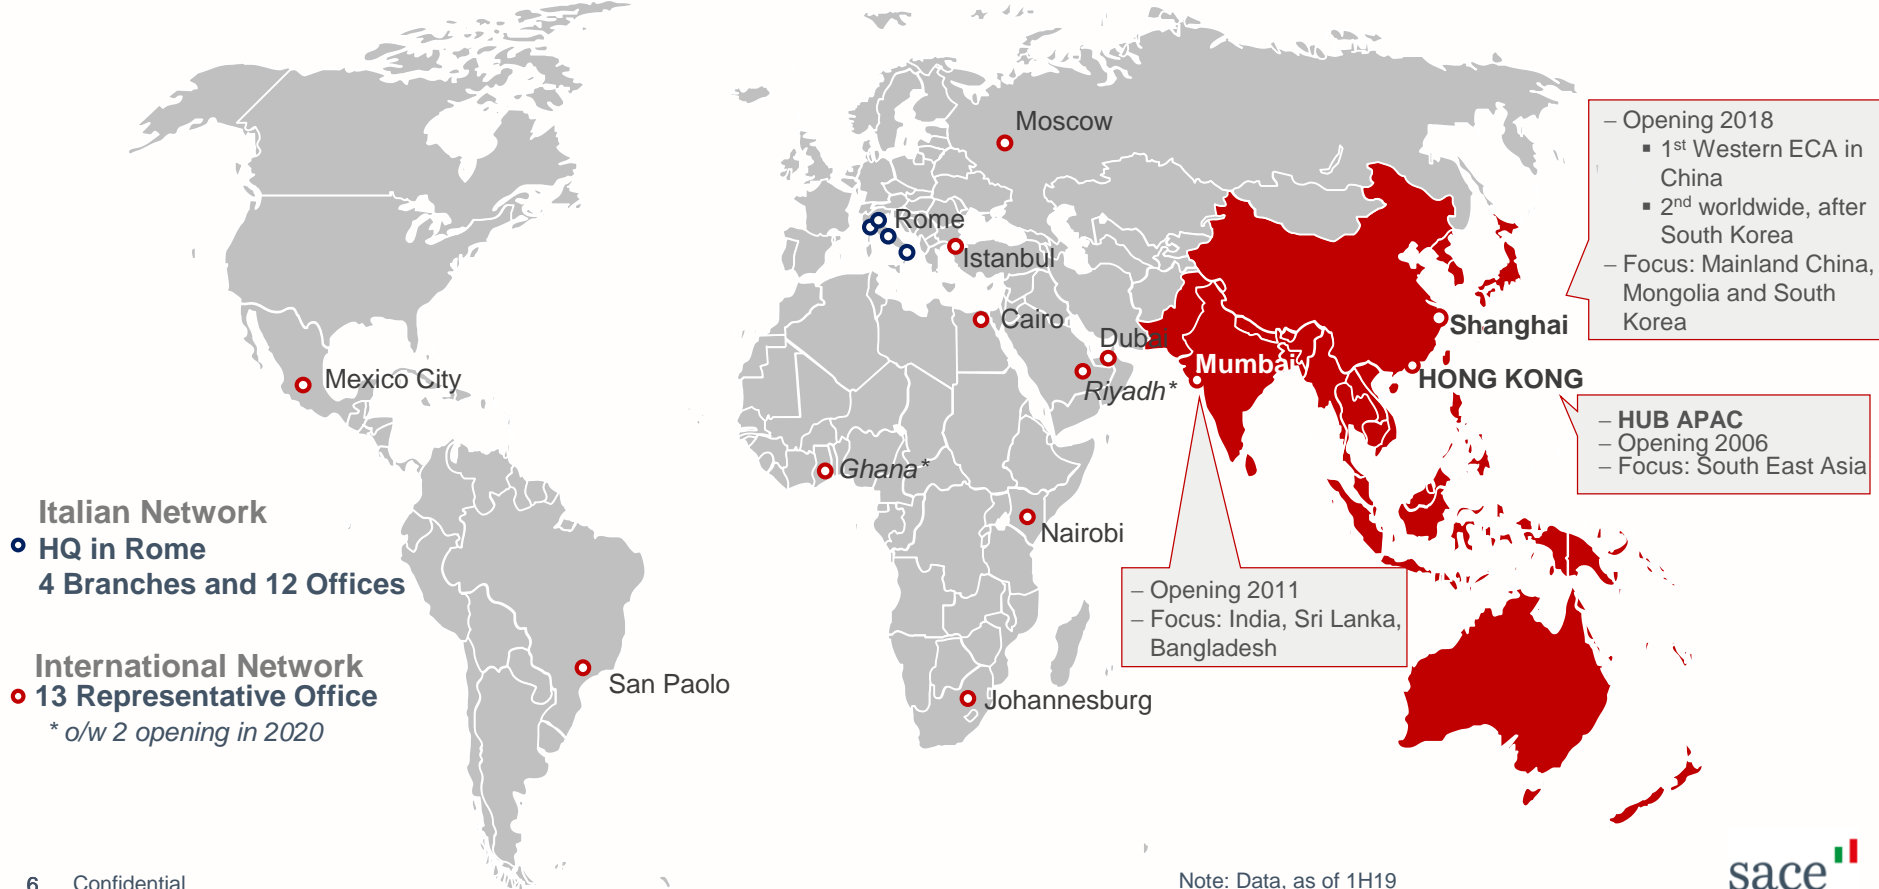 Moscow
Rome
Istanbul
Cairo
Dubai
Riyadh*
Mexico City
Ghana*
Nairobi
San Paolo
Johannesburg
Mumbai
Shanghai
HONG KONG
– Opening 2018
▪ 1st Western ECA in
China
▪ 2nd worldwide, after
South Korea
– Focus: Mainland China,
Mongolia and South
Korea
– HUB APAC
– Opening 2006
– Focus: South East Asia
– Opening 2011
– Focus: India, Sri Lanka,
Bangladesh
Italian Network
HQ in Rome
4 Branches and 12 Offices
International Network
13 Representative Office
* o/w 2 opening in 2020
6 Confidential
Note: Data, as of 1H19
sace